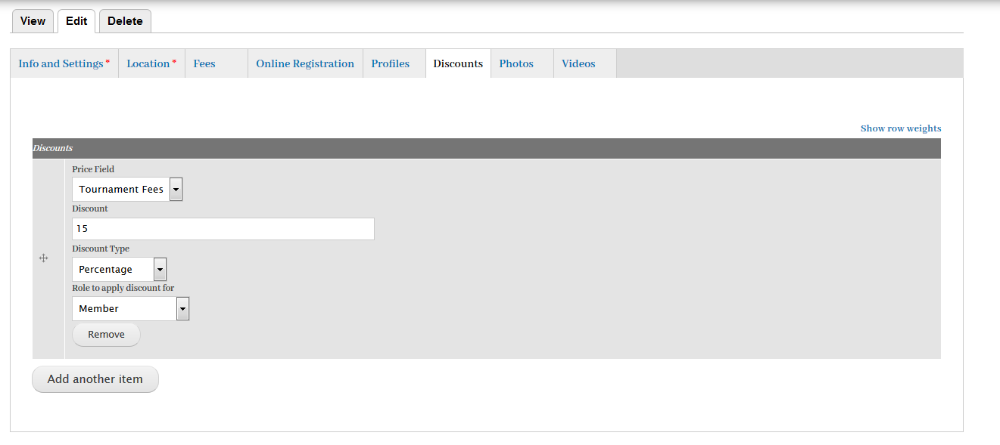 View Edit Delete
Info and Settings * Location * Fees Online Registration Profiles Discounts Photos Videos
Show row weights
Discounts
Price Field
Tournament Fees
Discount
15
Discount Type
Percentage
Role to apply discount for
Member
Remove
Add another item